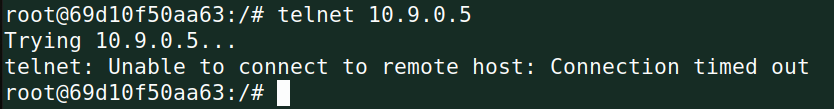 root@69d10f50aa63:/# telnet 10.9.0.5
Trying 10.9.0.5...
telnet: Unable to connect to remote host: Connection timed out
root@69d10f50aa63:/#